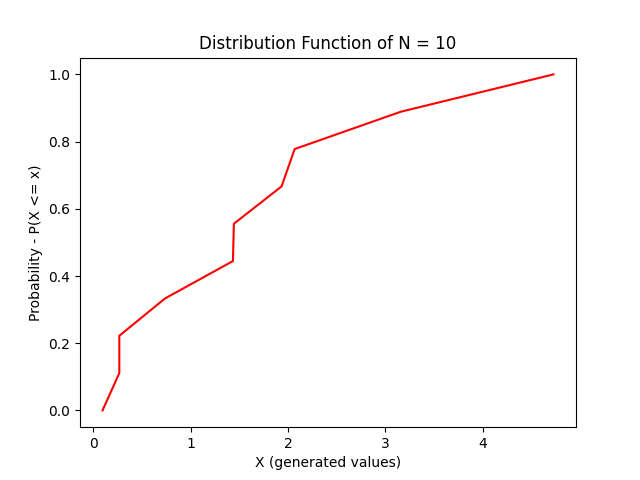 Distribution Function of N = 10
Probability - P(X <= x)
1.0
0.8
0.6
0.4
0.2
0.0
0 1 2 3 4
X (generated values)